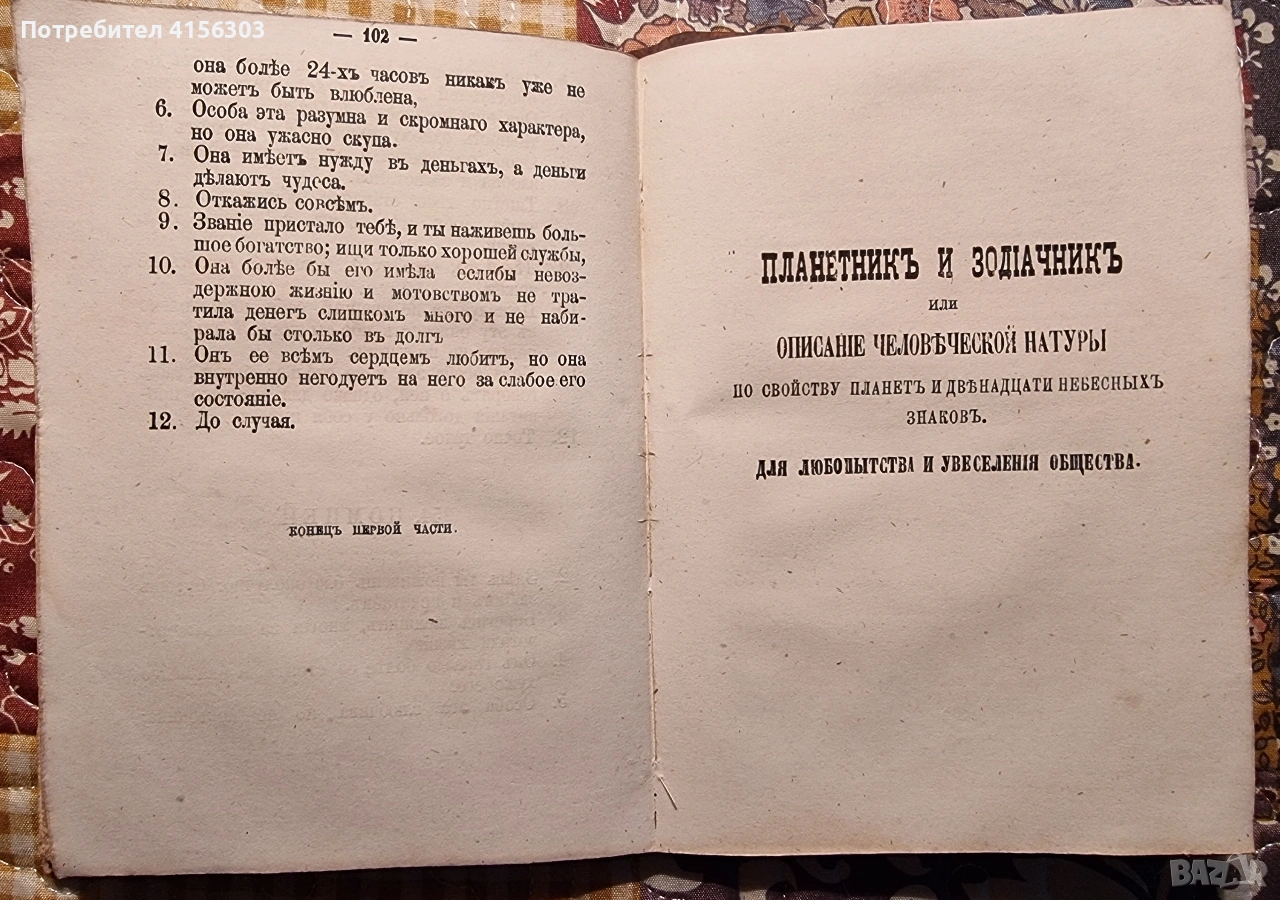 Потребител 4156303
— 102 —
она болѣе 24-хъ часовъ никакъ уже не
можетъ быть влюблена,
6. Особа эта разумна и скромнаго характера,
но она ужасно скупа.
7. Она имѣетъ нужду въ деньгахъ, а деньги
дѣлаютъ чудеса.
8. Откажись совсѣмъ.
9. Званіе пристало тебѣ, и ты наживешь боль-
шое богатство; ищи только хорошей службы,
10. Она болѣе бы его имѣла еслибы невоз-
держною жизнію и мотовствомъ не тра-
тила денегъ слишкомъ много и не наби-
рала бы столько въ долгъ
11. Онъ ее всѣмъ сердцемъ любитъ, но она
внутренно негодуетъ на него за слабое его
состояніе.
12. До случая.
КОНЕЦЪ ПЕРВОЙ ЧАСТИ.
ПЛАНЕТНИКЪ И ЗОДІАЧНИКЪ
или
ОПИСАНІЕ ЧЕЛОВѢЧЕСКОЙ НАТУРЫ
ПО СВОЙСТВУ ПЛАНЕТЪ И ДВѢНАДЦАТИ НЕБЕСНЫХЪ
ЗНАКОВЪ.
ДЛЯ ЛЮБОПЫТСТВА И УВЕСЕЛЕНІЯ ОБЩЕСТВА.
BAZAR